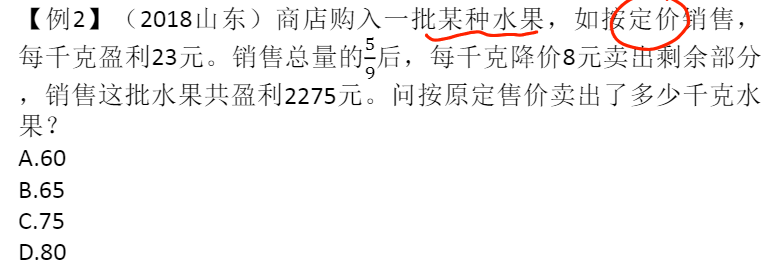 【例2】（2018山东）商店购入一批某种水果，如按定价销售，
每千克盈利23元。销售总量的5/9后，每千克降价8元卖出剩余部分
，销售这批水果共盈利2275元。问按原定售价卖出了多少千克水
果？
A.60
B.65
C.75
D.80